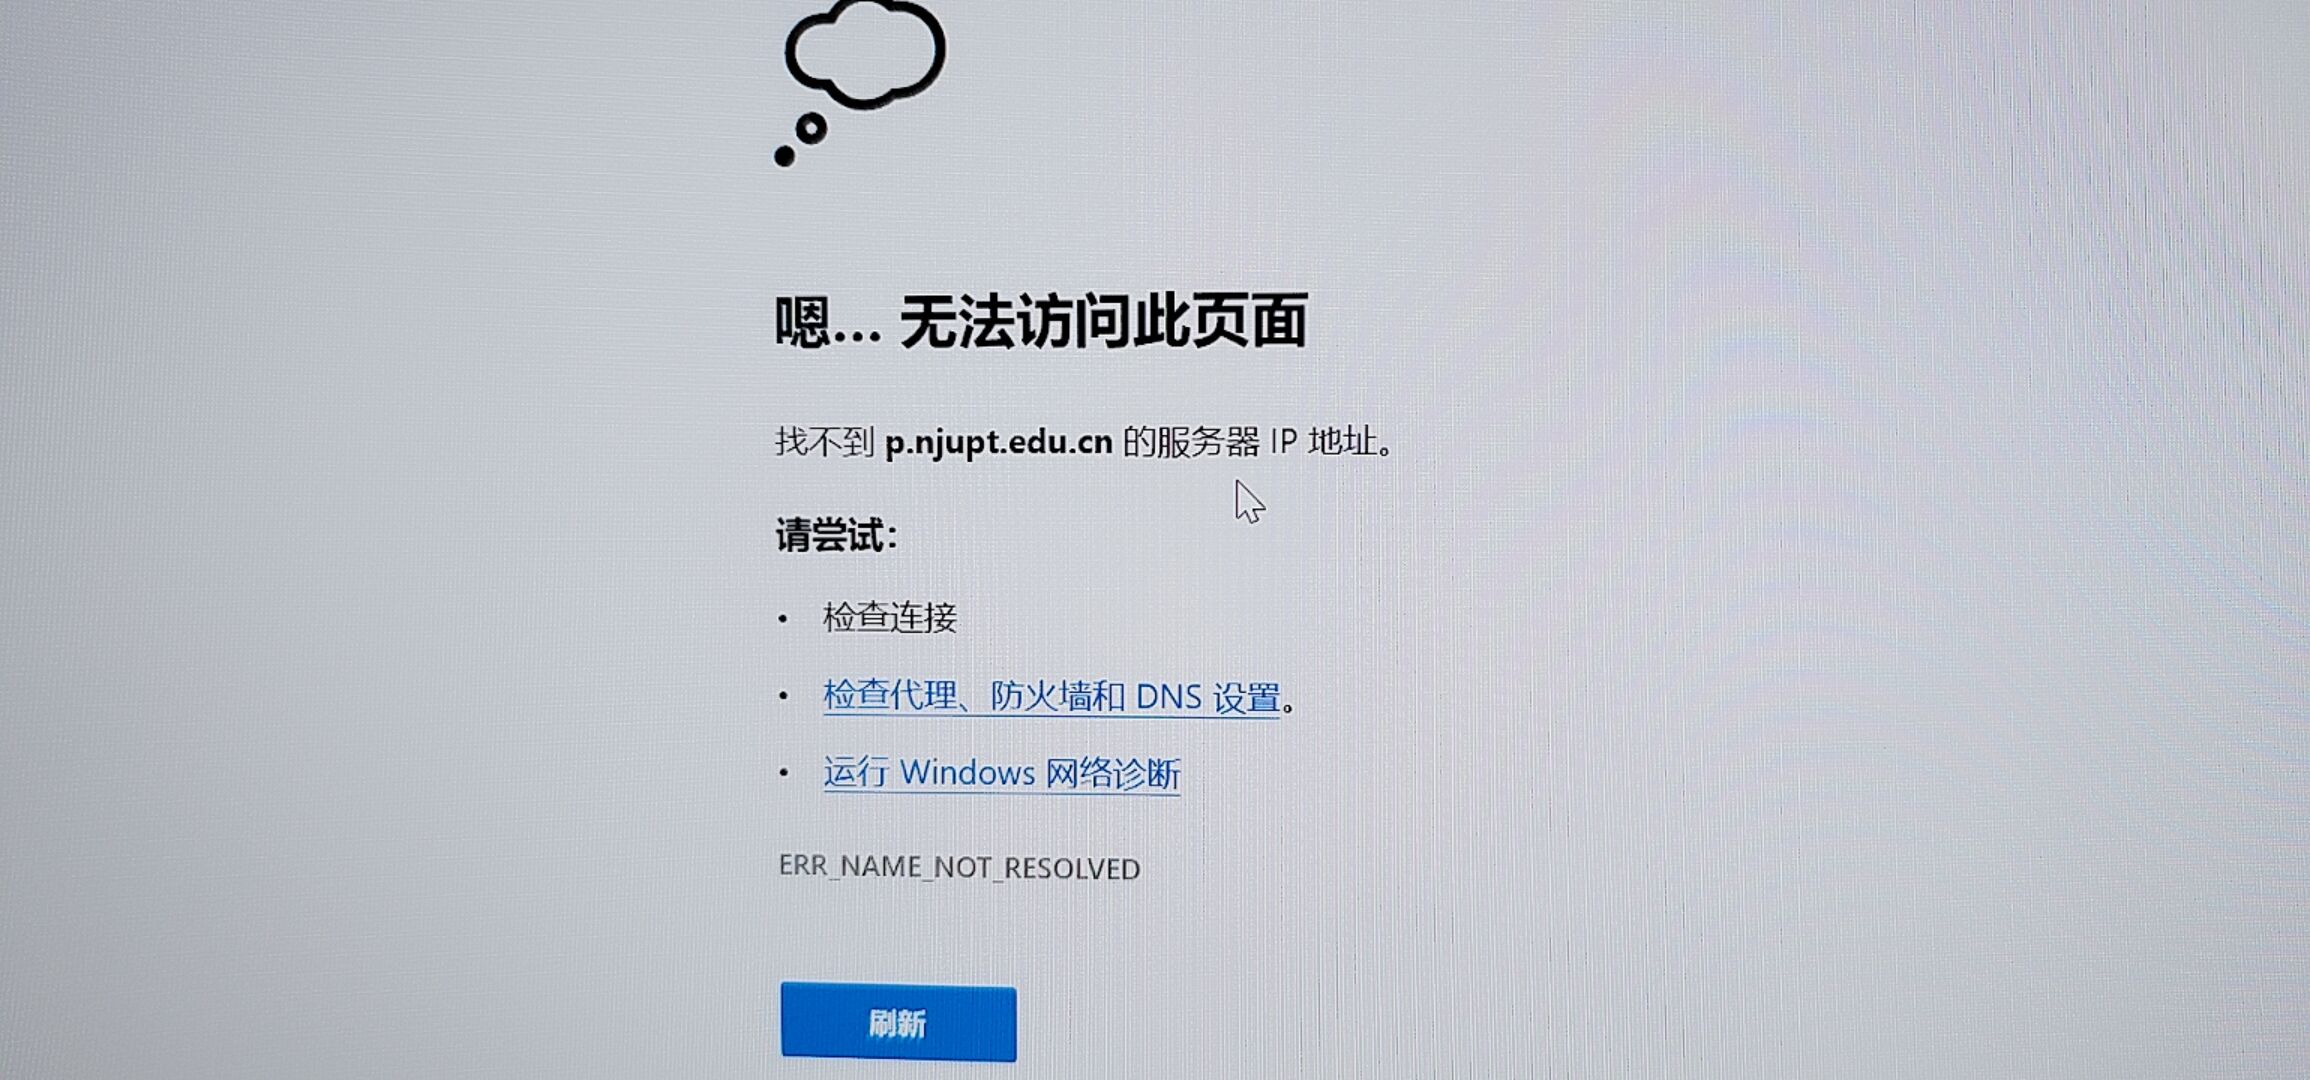 嗯… 无法访问此页面
找不到 p.njupt.edu.cn 的服务器 IP 地址。
请尝试：
• 检查连接
• 检查代理、防火墙和 DNS 设置。
• 运行 Windows 网络诊断
ERR_NAME_NOT_RESOLVED
刷新